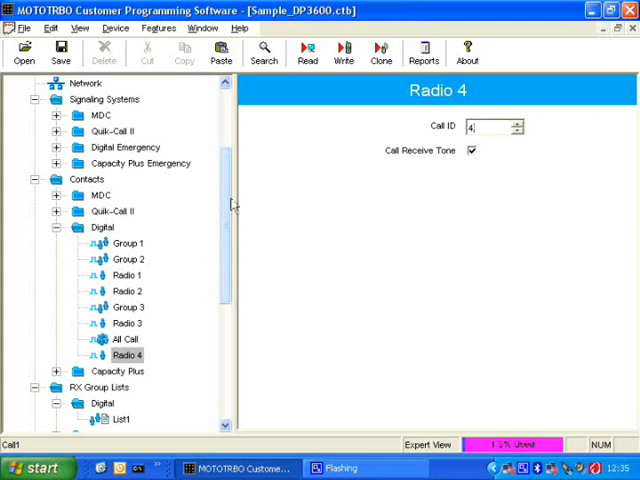 MOTOTRBO Customer Programming Software - [Sample_DP3600.ctb]
File Edit View Device Features Window Help
Open Save Delete Cut Copy Paste Search Read Write Clone Reports About
Network
Signaling Systems
MDC
Quik-Call II
Digital Emergency
Capacity Plus Emergency
Contacts
MDC
Quik-Call II
Digital
Group 1
Group 2
Radio 1
Radio 2
Group 3
Radio 3
All Call
Radio 4
Capacity Plus
RX Group Lists
Digital
List1
Radio 4
Call ID 4
Call Receive Tone
Call1 Expert View Used NUM
start MOTOTRBO Custome... Flashing 12:35